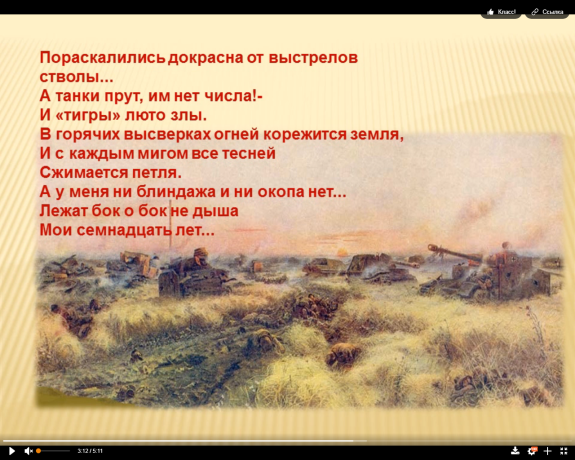 Класс!
Ссылка
Пораскалились докрасна от выстрелов
стволы...
А танки прут, им нет числа!-
И «тигры» люто злы.
В горячих высверках огней корежится земля,
И с каждым мигом все тесней
Сжимается петля.
А у меня ни блиндажа и ни окопа нет...
Лежат бок о бок не дыша
Мои семнадцать лет...
3:12 / 5:11